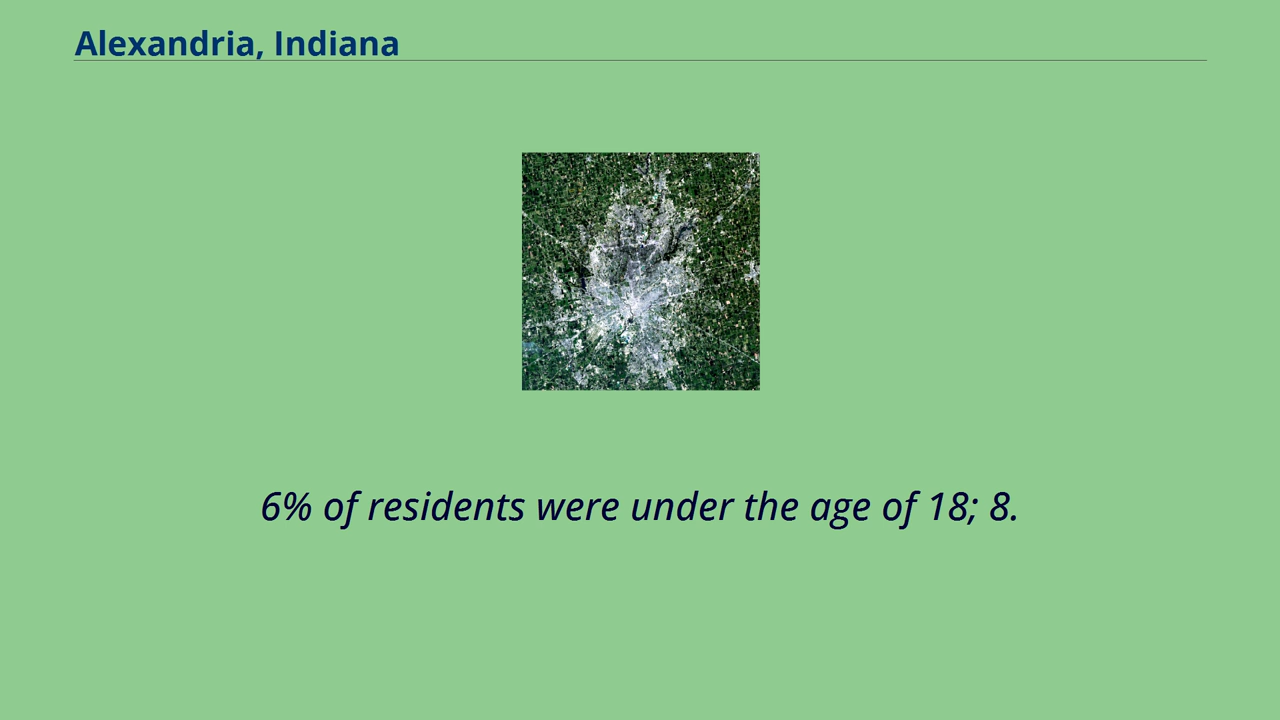 Alexandria, Indiana
6% of residents were under the age of 18; 8.